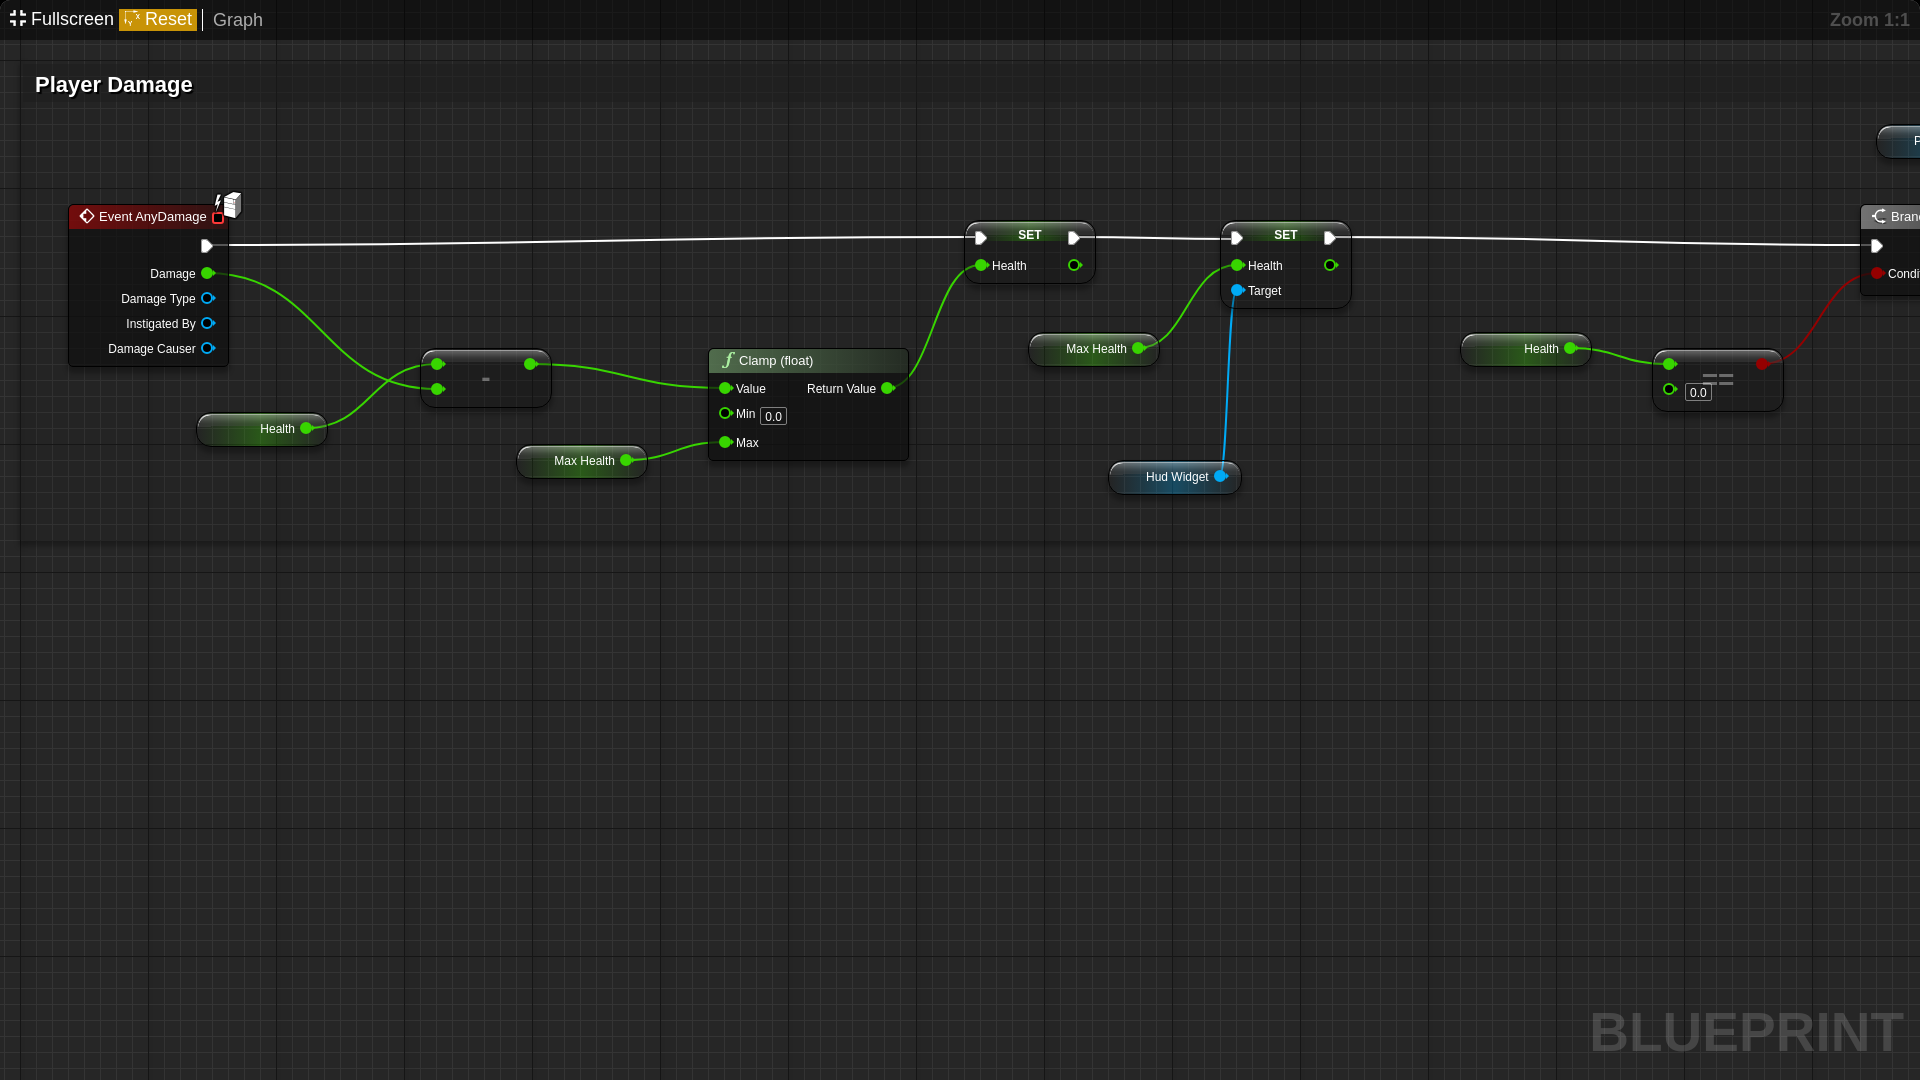 Fullscreen Reset Graph
Zoom 1:1
Player Damage
Event AnyDamage
Damage
Damage Type
Instigated By
Damage Causer
Health
-
Max Health
Clamp (float)
Value
Return Value
Min 0.0
Max
SET
Health
SET
Health
Target
Max Health
Hud Widget
Health
==
0.0
P
Bran
Condi
BLUEPRINT